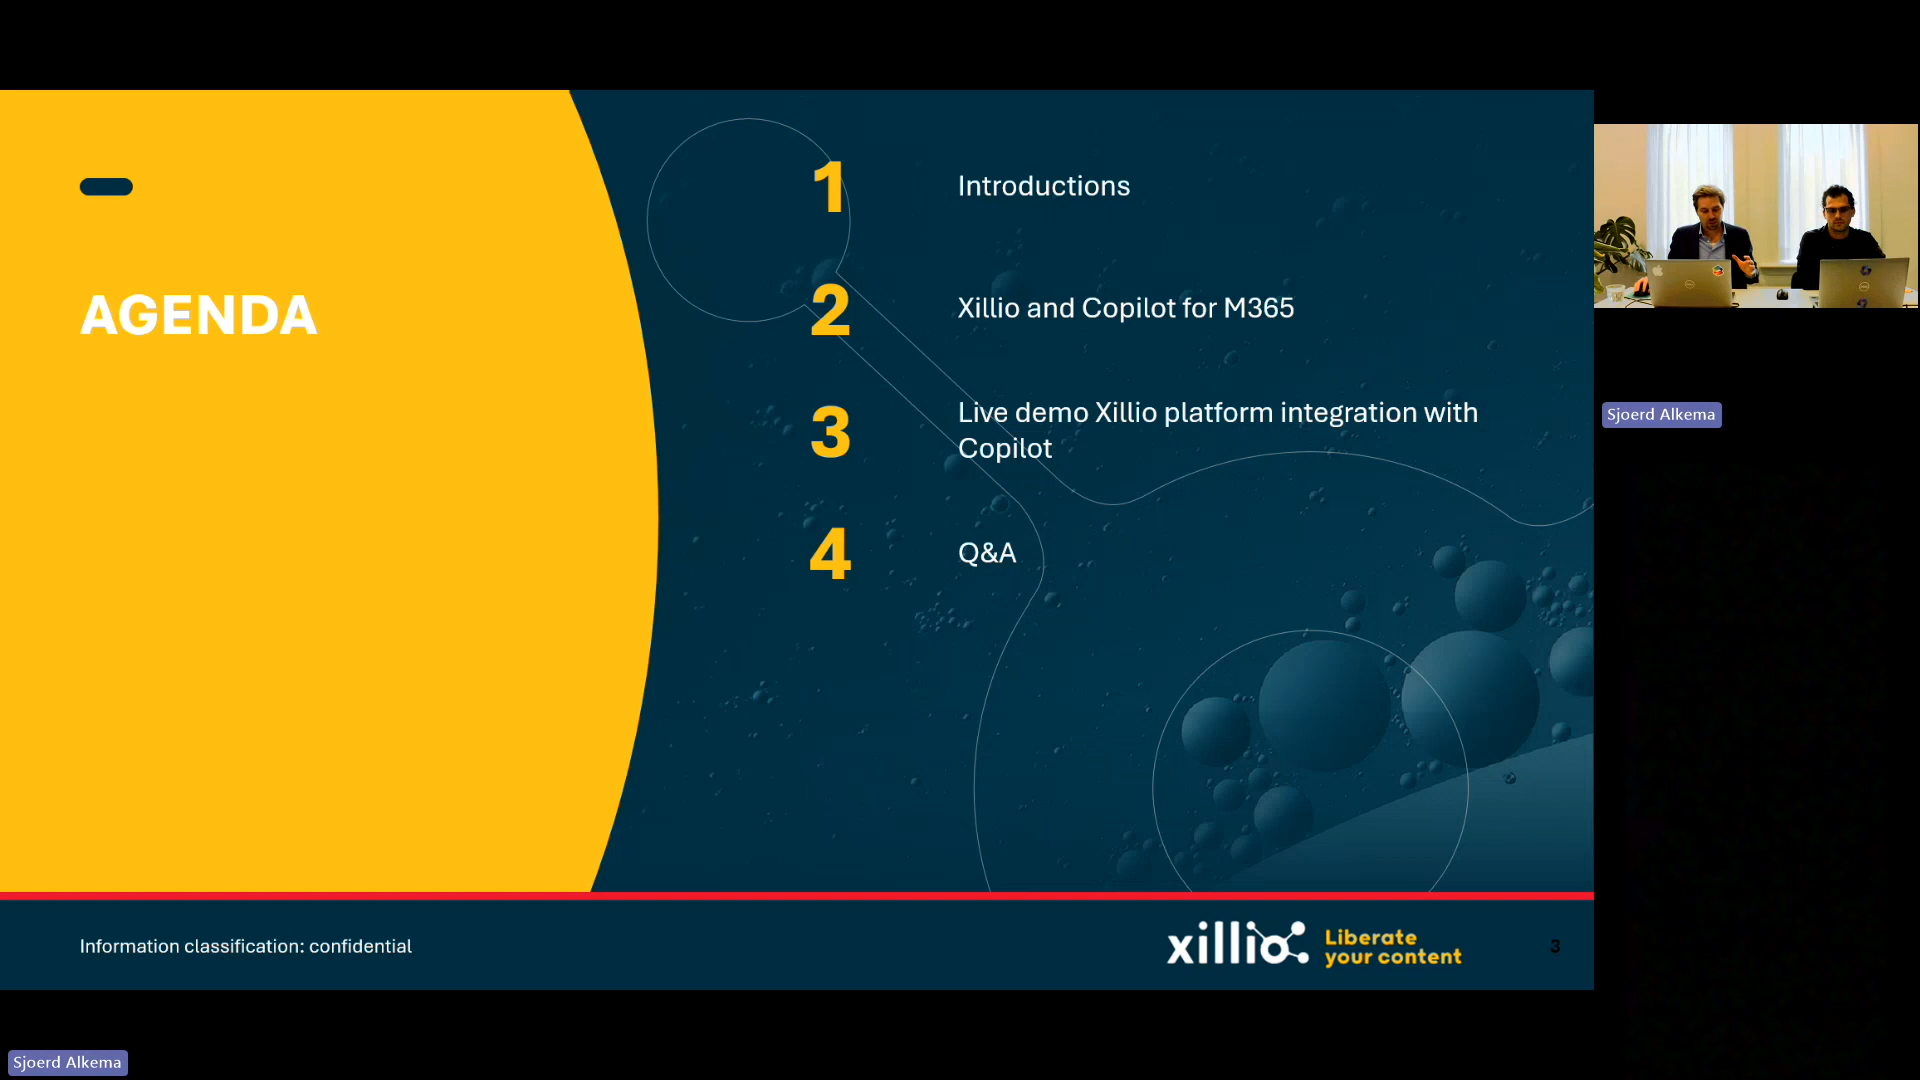 AGENDA
1
Introductions
2
Xillio and Copilot for M365
3
Live demo Xillio platform integration with
Copilot
4
Q&A
Information classification: confidential
xillio
Liberate
your content
3
Sjoerd Alkema
Sjoerd Alkema